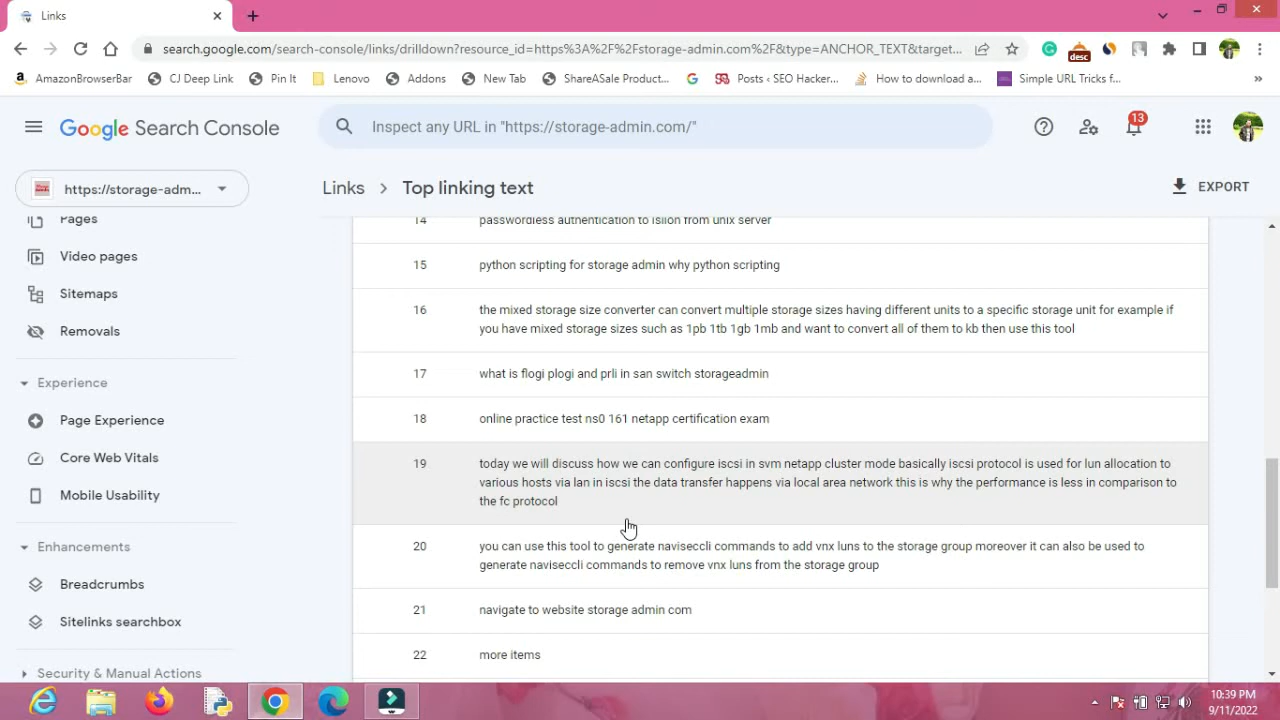 Links
search.google.com/search-console/links/drilldown?resource_id=https%3A%2F%2Fstorage-admin.com%2F&type=ANCHOR_TEXT&target...
desc
AmazonBrowserBar
CJ Deep Link
Pin It
Lenovo
Addons
New Tab
ShareASale Product...
Posts ‹ SEO Hacker...
How to download a...
Simple URL Tricks f...
»
Google Search Console
Inspect any URL in "https://storage-admin.com/"
13
https://storage-adm...
Links > Top linking text
EXPORT
Pages
Video pages
Sitemaps
Removals
Experience
Page Experience
Core Web Vitals
Mobile Usability
Enhancements
Breadcrumbs
Sitelinks searchbox
Security & Manual Actions
14 passwordless authentication to isilon from unix server
15 python scripting for storage admin why python scripting
16 the mixed storage size converter can convert multiple storage sizes having different units to a specific storage unit for example if
you have mixed storage sizes such as 1pb 1tb 1gb 1mb and want to convert all of them to kb then use this tool
17 what is flogi plogi and prli in san switch storageadmin
18 online practice test ns0 161 netapp certification exam
19 today we will discuss how we can configure iscsi in svm netapp cluster mode basically iscsi protocol is used for lun allocation to
various hosts via lan in iscsi the data transfer happens via local area network this is why the performance is less in comparison to
the fc protocol
20 you can use this tool to generate naviseccli commands to add vnx luns to the storage group moreover it can also be used to
generate naviseccli commands to remove vnx luns from the storage group
21 navigate to website storage admin com
22 more items
10:39 PM
9/11/2022